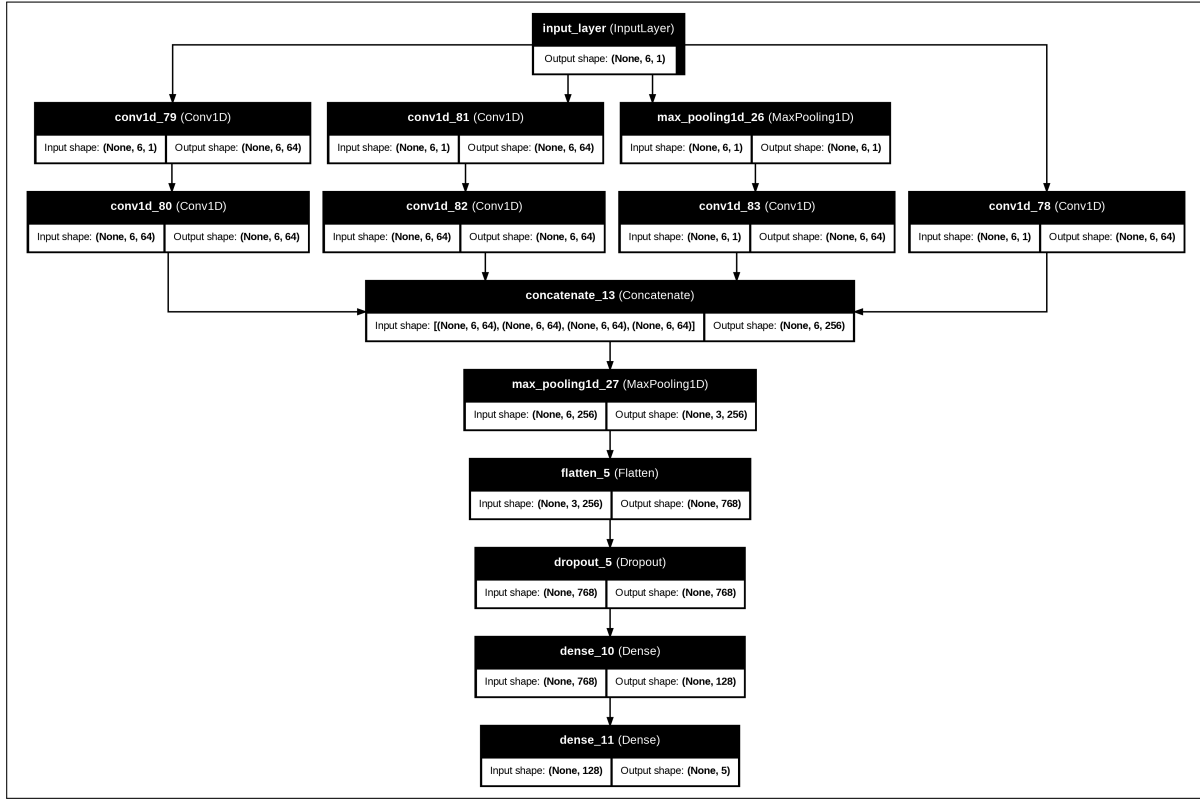 input_layer (InputLayer)
Output shape: (None, 6, 1)
conv1d_79 (Conv1D)
Input shape: (None, 6, 1) Output shape: (None, 6, 64)
conv1d_81 (Conv1D)
Input shape: (None, 6, 1) Output shape: (None, 6, 64)
max_pooling1d_26 (MaxPooling1D)
Input shape: (None, 6, 1) Output shape: (None, 6, 1)
conv1d_80 (Conv1D)
Input shape: (None, 6, 64) Output shape: (None, 6, 64)
conv1d_82 (Conv1D)
Input shape: (None, 6, 64) Output shape: (None, 6, 64)
conv1d_83 (Conv1D)
Input shape: (None, 6, 1) Output shape: (None, 6, 64)
conv1d_78 (Conv1D)
Input shape: (None, 6, 1) Output shape: (None, 6, 64)
concatenate_13 (Concatenate)
Input shape: [(None, 6, 64), (None, 6, 64), (None, 6, 64), (None, 6, 64)] Output shape: (None, 6, 256)
max_pooling1d_27 (MaxPooling1D)
Input shape: (None, 6, 256) Output shape: (None, 3, 256)
flatten_5 (Flatten)
Input shape: (None, 3, 256) Output shape: (None, 768)
dropout_5 (Dropout)
Input shape: (None, 768) Output shape: (None, 768)
dense_10 (Dense)
Input shape: (None, 768) Output shape: (None, 128)
dense_11 (Dense)
Input shape: (None, 128) Output shape: (None, 5)